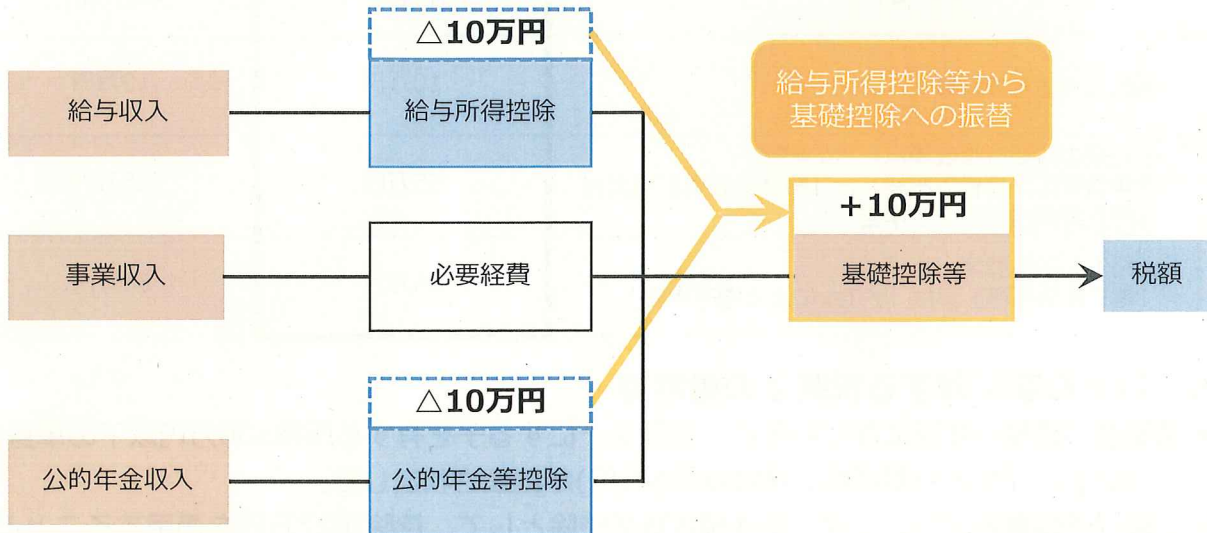 △10万円
給与所得控除等から
基礎控除への振替
給与収入
給与所得控除
+10万円
事業収入
必要経費
基礎控除等
税額
△10万円
公的年金収入
公的年金等控除